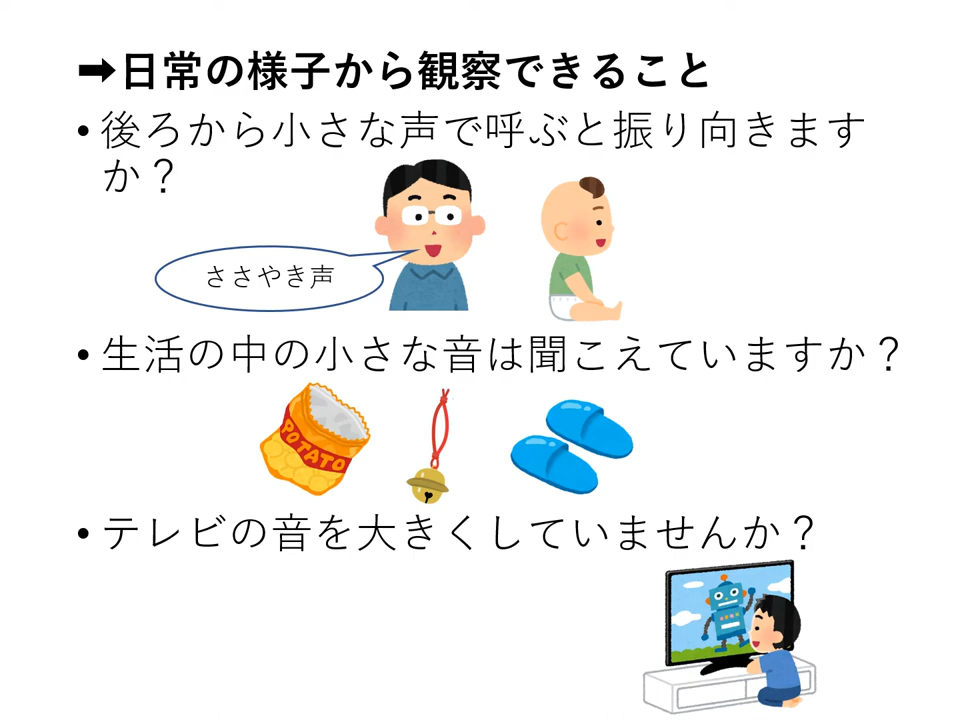 ➡日常の様子から観察できること
• 後ろから小さな声で呼ぶと振り向きます
か？
ささやき声
• 生活の中の小さな音は聞こえていますか？
POTATO
• テレビの音を大きくしていませんか？